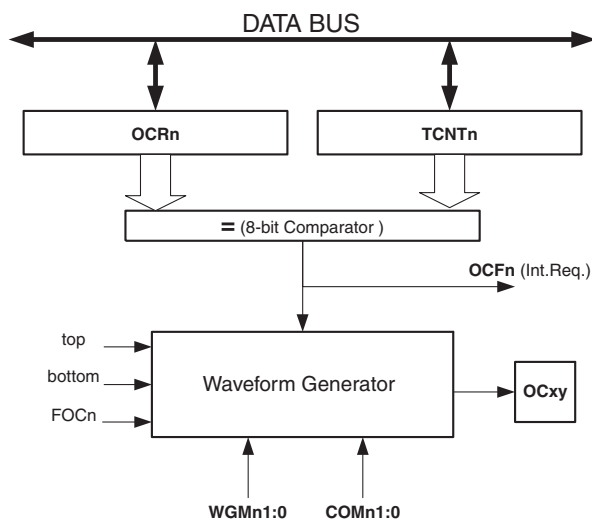 DATA BUS
OCRn
TCNTn
= (8-bit Comparator )
OCFn (Int.Req.)
top
bottom
FOCn
Waveform Generator
OCxy
WGMn1:0
COMn1:0